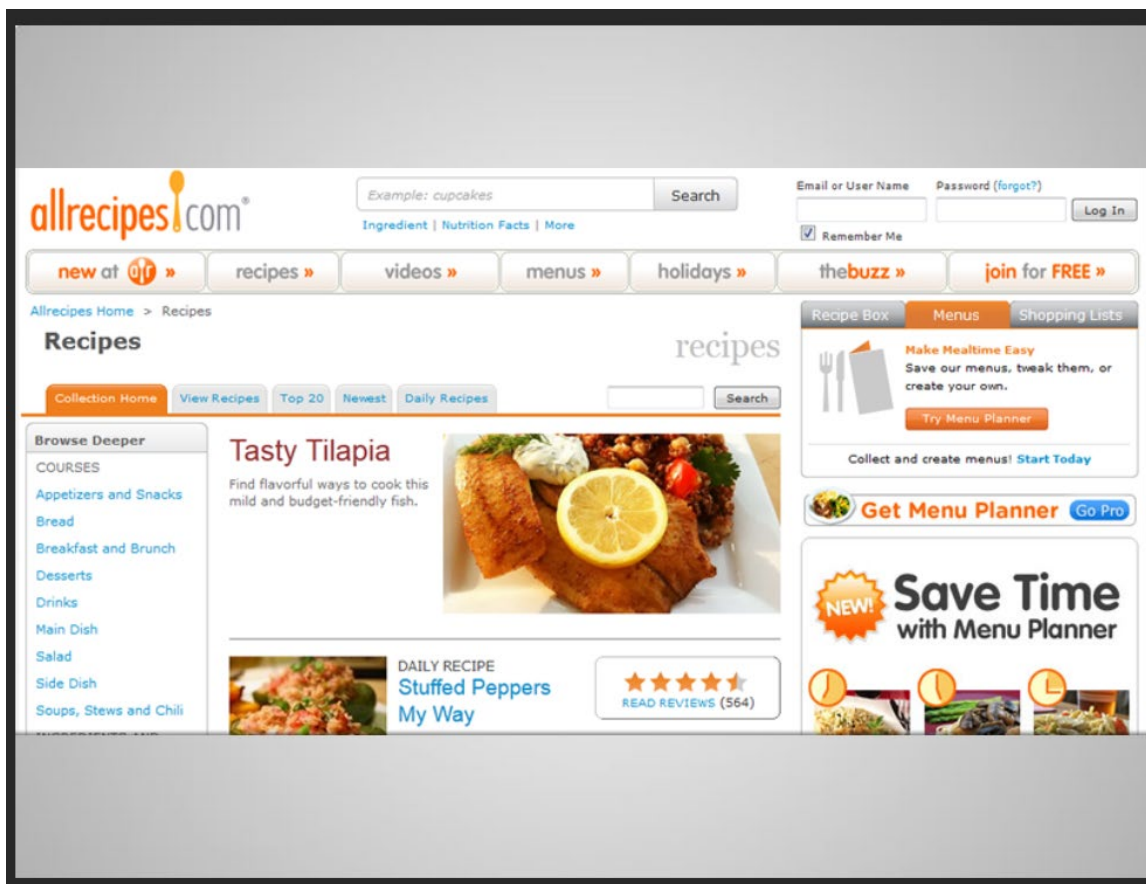 allrecipes.com®
Example: cupcakes
Search
Ingredient | Nutrition Facts | More
Email or User Name
Password (forgot?)
Log In
Remember Me
new at ar »
recipes »
videos »
menus »
holidays »
thebuzz »
join for FREE »
Allrecipes Home > Recipes
Recipes
recipes
Collection Home
View Recipes
Top 20
Newest
Daily Recipes
Search
Browse Deeper
COURSES
Appetizers and Snacks
Bread
Breakfast and Brunch
Desserts
Drinks
Main Dish
Salad
Side Dish
Soups, Stews and Chili
INGREDIENTS AND
Tasty Tilapia
Find flavorful ways to cook this
mild and budget-friendly fish.
DAILY RECIPE
Stuffed Peppers
My Way
READ REVIEWS (564)
Recipe Box
Menus
Shopping Lists
Make Mealtime Easy
Save our menus, tweak them, or
create your own.
Try Menu Planner
Collect and create menus! Start Today
Get Menu Planner
Go Pro
NEW!
Save Time
with Menu Planner